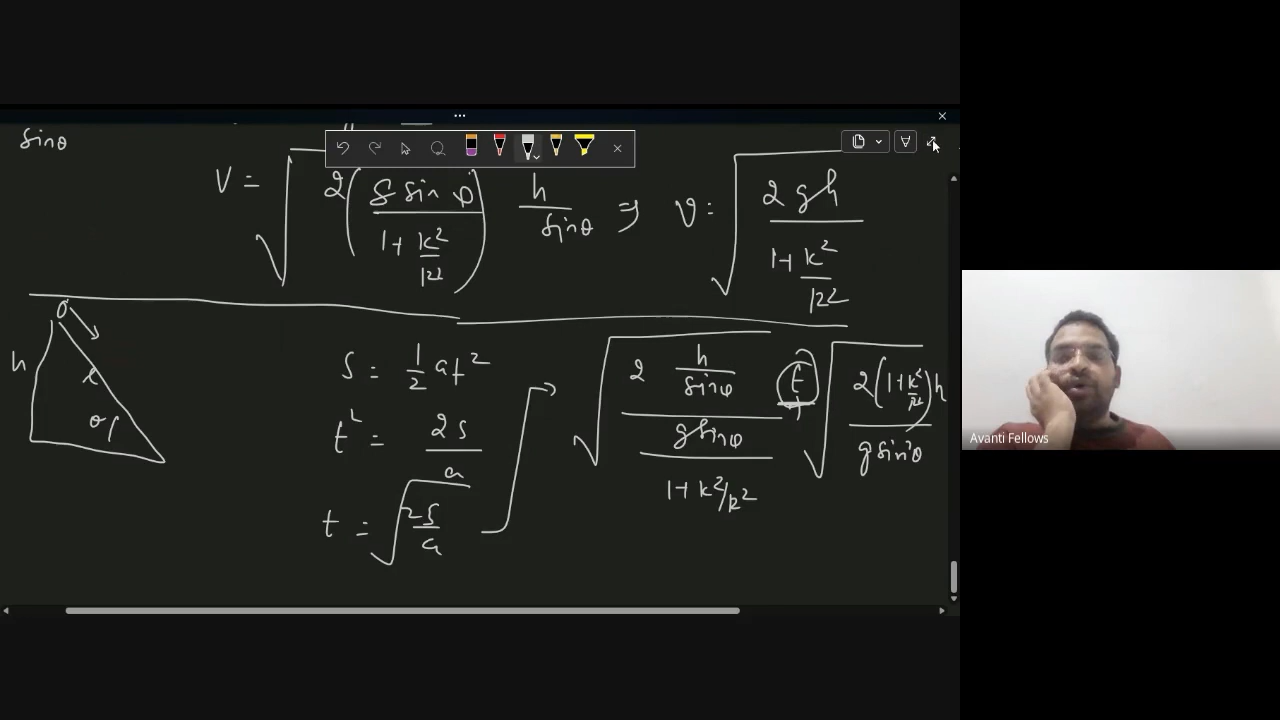 sinθ
V = √(2 (g sin θ / (1 + k²/R²)) h / sinθ) ⇒ v = √(2gh / (1 + k²/R²))
h
l
θ
S = 1/2 at²
t² = 2s / a
t = √(2S / a) → √(2 h / sinθ / (g sinθ / (1 + k²/R²)))
t = √(2(1 + k²/R²)h / g sin²θ)
Avanti Fellows